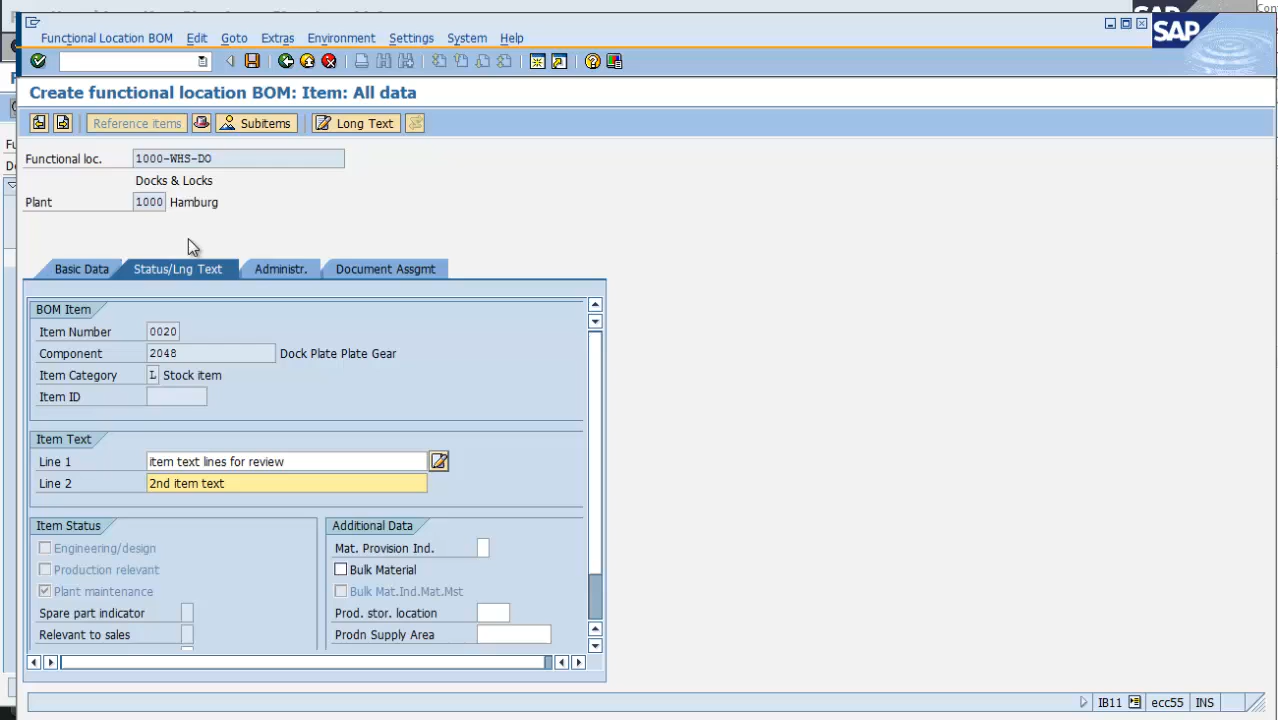 SAP
Functional Location BOM Edit Goto Extras Environment Settings System Help
SAP
Create functional location BOM: Item: All data
Reference items Subitems Long Text
Functional loc. 1000-WHS-DO
Docks & Locks
Plant 1000 Hamburg
Basic Data Status/Lng Text Administr. Document Assgmt
BOM Item
Item Number 0020
Component 2048 Dock Plate Plate Gear
Item Category L Stock item
Item ID
Item Text
Line 1 item text lines for review
Line 2 2nd item text
Item Status Additional Data
Engineering/design Mat. Provision Ind.
Production relevant Bulk Material
Plant maintenance Bulk Mat.Ind.Mat.Mst
Spare part indicator Prod. stor. location
Relevant to sales Prodn Supply Area
IB11 ecc55 INS